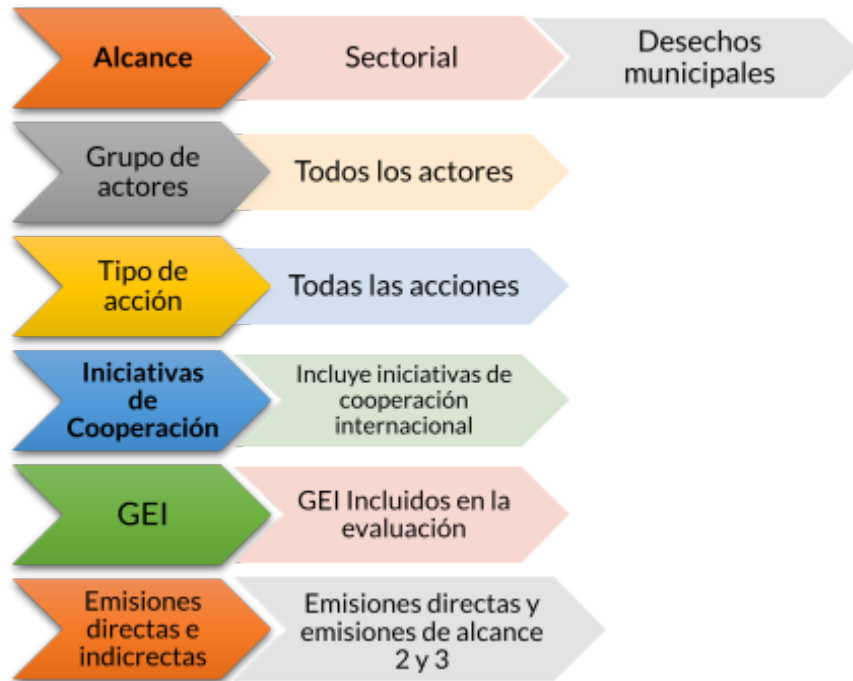 Alcance
Sectorial
Desechos
municipales
Grupo de
actores
Todos los actores
Tipo de
acción
Todas las acciones
Iniciativas
de
Cooperación
Incluye iniciativas de
cooperación
internacional
GEI
GEI Incluidos en la
evaluación
Emisiones
directas e
indicrectas
Emisiones directas y
emisiones de alcance
2 y 3